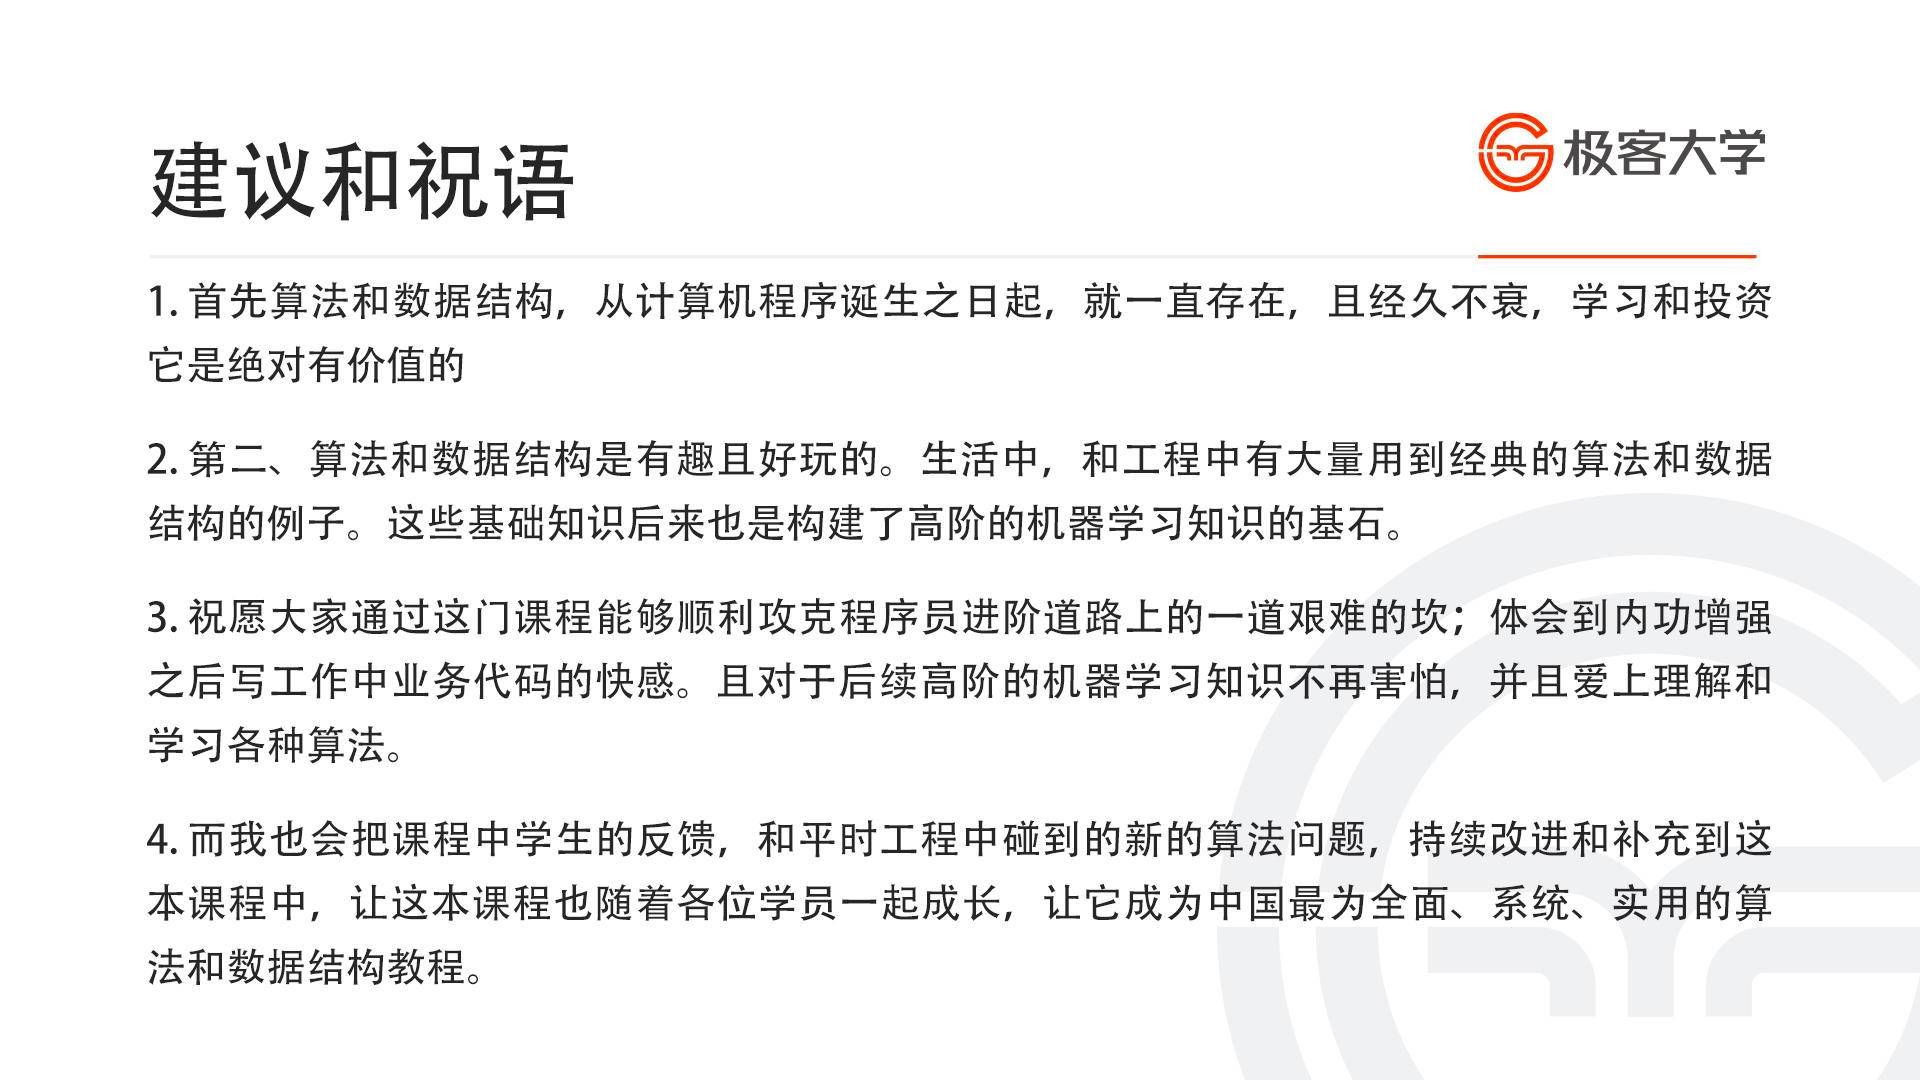 建议和祝语
极客大学
1. 首先算法和数据结构，从计算机程序诞生之日起，就一直存在，且经久不衰，学习和投资
它是绝对有价值的
2. 第二、算法和数据结构是有趣且好玩的。生活中，和工程中有大量用到经典的算法和数据
结构的例子。这些基础知识后来也是构建了高阶的机器学习知识的基石。
3. 祝愿大家通过这门课程能够顺利攻克程序员进阶道路上的一道艰难的坎；体会到内功增强
之后写工作中业务代码的快感。且对于后续高阶的机器学习知识不再害怕，并且爱上理解和
学习各种算法。
4. 而我也会把课程中学生的反馈，和平时工程中碰到的新的算法问题，持续改进和补充到这
本课程中，让这本课程也随着各位学员一起成长，让它成为中国最为全面、系统、实用的算
法和数据结构教程。